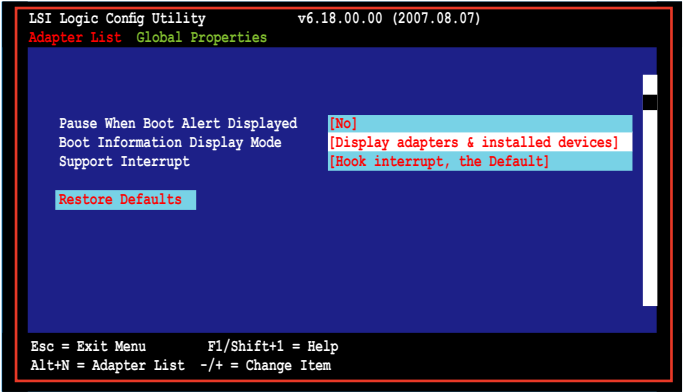 LSI Logic Config Utility v6.18.00.00 (2007.08.07)
Adapter List Global Properties
Pause When Boot Alert Displayed [No]
Boot Information Display Mode [Display adapters & installed devices]
Support Interrupt [Hook interrupt, the Default]
Restore Defaults
Esc = Exit Menu F1/Shift+1 = Help
Alt+N = Adapter List -/+ = Change Item